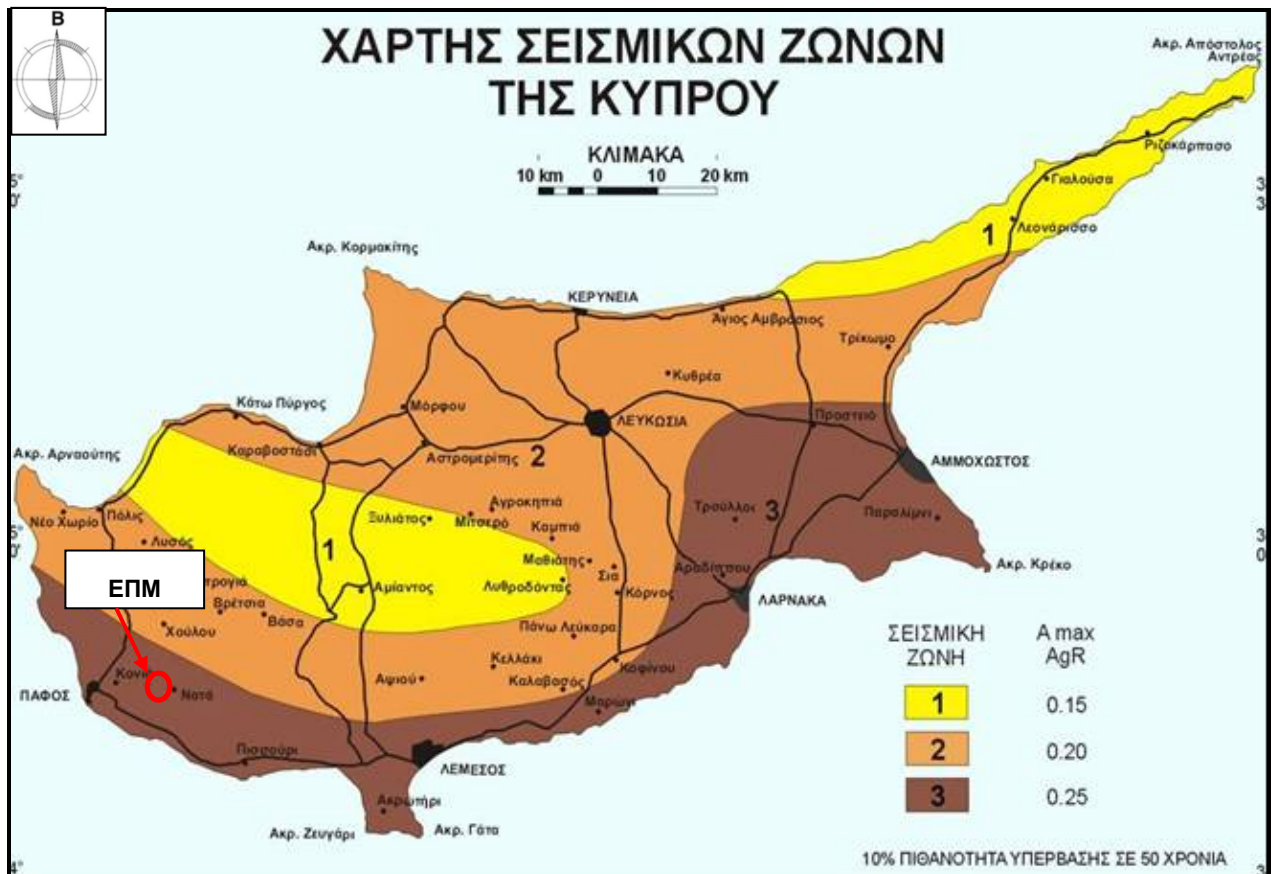 Β
ΧΑΡΤΗΣ ΣΕΙΣΜΙΚΩΝ ΖΩΝΩΝ
ΤΗΣ ΚΥΠΡΟΥ
ΚΛΙΜΑΚΑ
10 km 0 10 20 km
Ακρ. Απόστολος
Αντρέας
Ριζοκάρπασο
Γιαλούσα
Λεονάρισσο
1
Ακρ. Κορμακίτης
ΚΕΡΥΝΕΙΑ
Άγιος Αμβρόσιος
Τρίκωμο
Κυθρέα
Κάτω Πύργος
Μόρφου
ΛΕΥΚΩΣΙΑ
Προστειό
Καραβοστάσι
Αστρομερίτης
2
Ακρ. Αρναούτης
ΑΜΜΟΧΩΣΤΟΣ
Νέο Χωρίο
Πόλις
Ξυλιάτος
Μιτσερό
Αγροκηπιά
Καμπιά
Τρούλλοι
3
Παραλίμνι
Λυσός
1
Μαθιάτης
Σια
Αραδίππου
Ακρ. Κρέκο
ΕΠΜ
Αμίαντος
Λυθροδόντας
Κόρνος
ΛΑΡΝΑΚΑ
Βρέτσια
Βάσα
Χούλου
Πάνω Λεύκαρα
Κελλάκι
Κοφίνου
Νατά
Αψιού
Καλαβασός
Μαρώνι
ΠΑΦΟΣ
Πισσούρι
ΛΕΜΕΣΟΣ
Ακρωτήρι
Ακρ. Ζευγάρι
Ακρ. Γάτα
ΣΕΙΣΜΙΚΗ
ΖΩΝΗ
A max
AgR
1 0.15
2 0.20
3 0.25
10% ΠΙΘΑΝΟΤΗΤΑ ΥΠΕΡΒΑΣΗΣ ΣΕ 50 ΧΡΟΝΙΑ